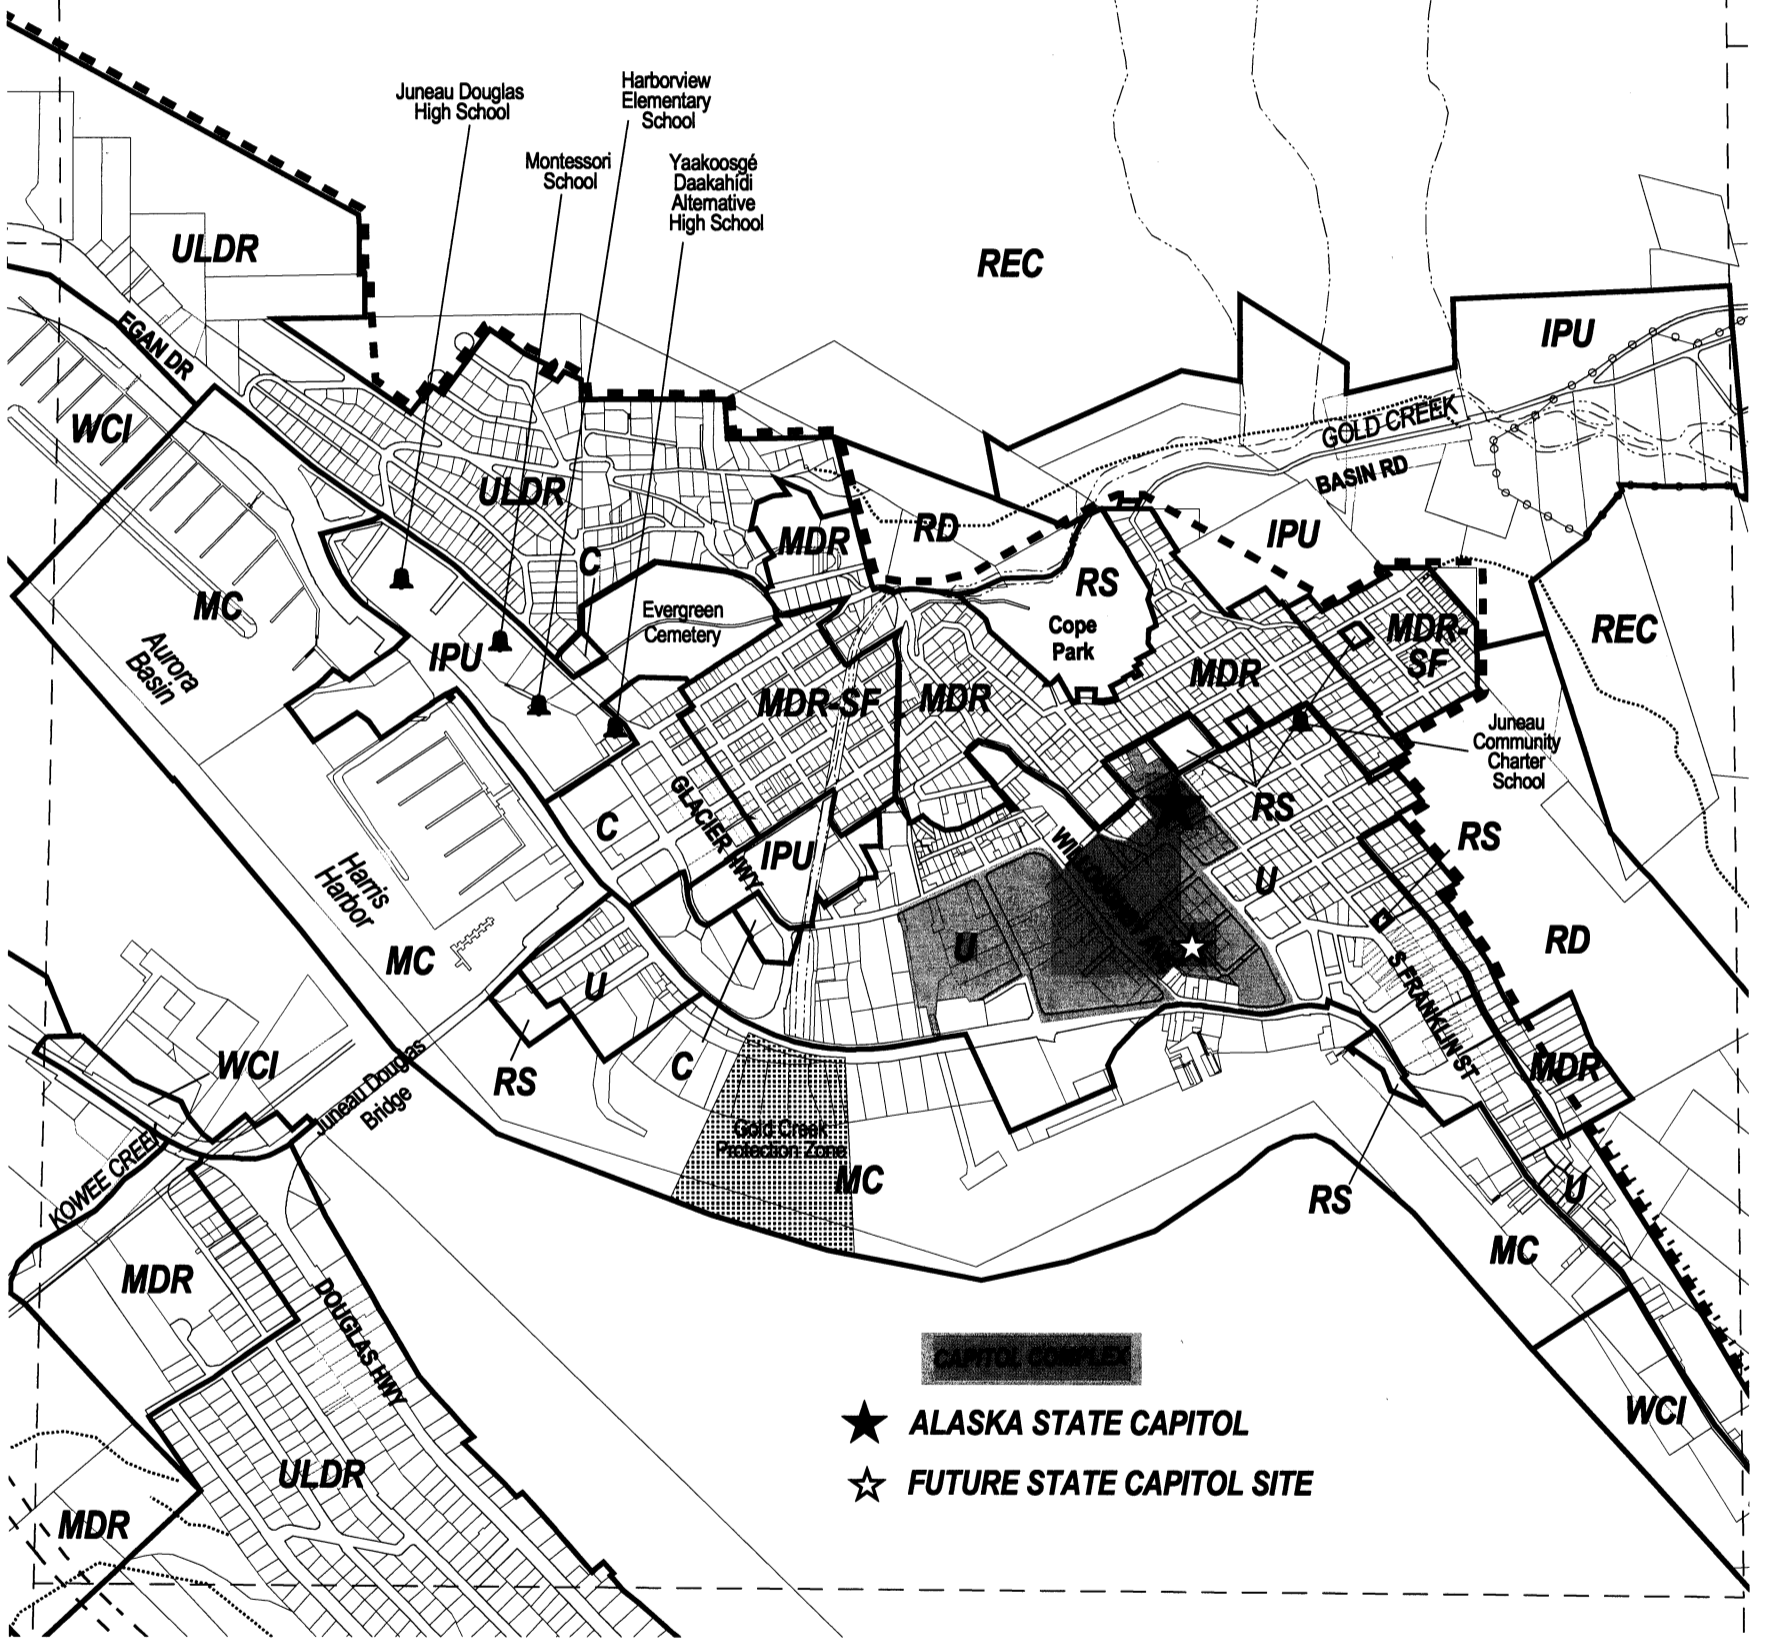 Juneau Douglas
High School
Harborview
Elementary
School
Montessori
School
Yaakoosgé
Daakahídi
Alternative
High School
ULDR
REC
IPU
EGAN DR
WCI
GOLD CREEK
BASIN RD
ULDR
MDR
RD
IPU
C
RS
MC
Evergreen
Cemetery
Cope
Park
REC
MDR-
SF
Aurora
Basin
IPU
MDR-SF
MDR
MDR
Juneau
Community
Charter
School
GLACIER HWY
C
RS
RS
IPU
Harris
Harbor
U
U
RD
MC
U
S FRANKLIN ST
WCI
RS
C
MDR
Juneau Douglas
Bridge
Gold Creek
Protection Zone
KOWEE CREEK
MC
RS
U
MC
MDR
DOUGLAS HWY
CAPITOL COMPLEX
WCI
ALASKA STATE CAPITOL
ULDR
FUTURE STATE CAPITOL SITE
MDR